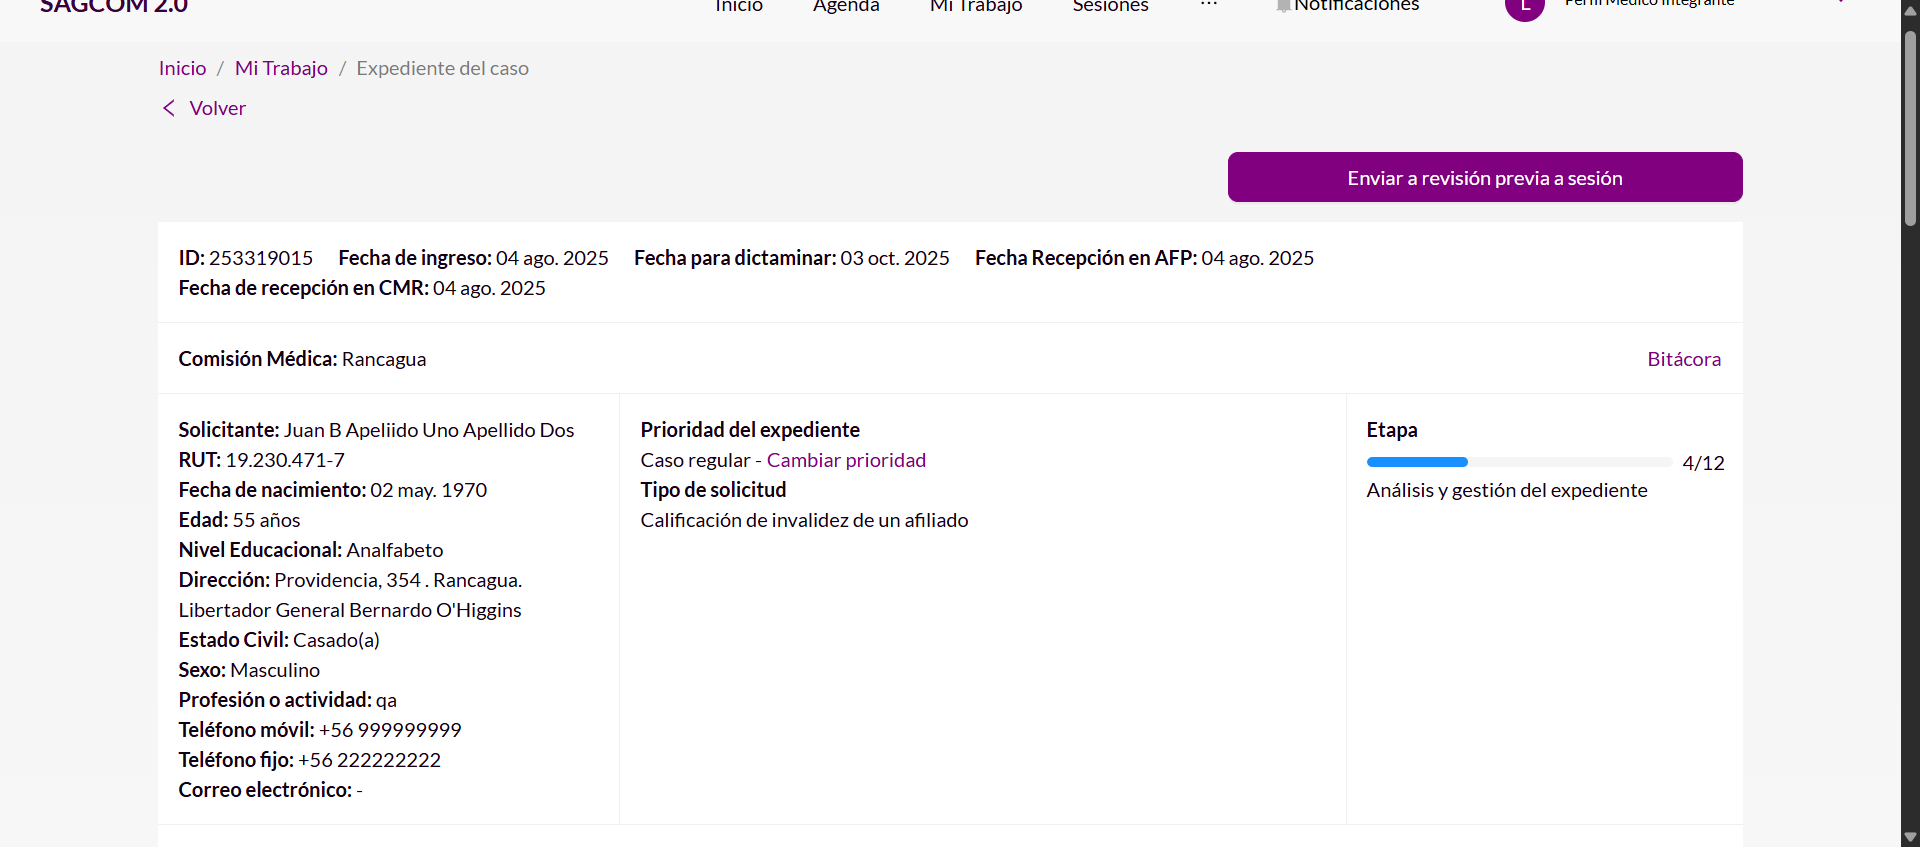 SAGCOM 2.0
Inicio Agenda Mi Trabajo Sesiones ··· Notificaciones L Perfil Médico Integrante
Inicio / Mi Trabajo / Expediente del caso
Volver
Enviar a revisión previa a sesión
ID: 253319015 Fecha de ingreso: 04 ago. 2025 Fecha para dictaminar: 03 oct. 2025 Fecha Recepción en AFP: 04 ago. 2025
Fecha de recepción en CMR: 04 ago. 2025
Comisión Médica: Rancagua
Bitácora
Solicitante: Juan B Apeliido Uno Apellido Dos
RUT: 19.230.471-7
Fecha de nacimiento: 02 may. 1970
Edad: 55 años
Nivel Educacional: Analfabeto
Dirección: Providencia, 354 . Rancagua.
Libertador General Bernardo O'Higgins
Estado Civil: Casado(a)
Sexo: Masculino
Profesión o actividad: qa
Teléfono móvil: +56 999999999
Teléfono fijo: +56 222222222
Correo electrónico: -
Prioridad del expediente
Caso regular - Cambiar prioridad
Tipo de solicitud
Calificación de invalidez de un afiliado
Etapa
4/12
Análisis y gestión del expediente